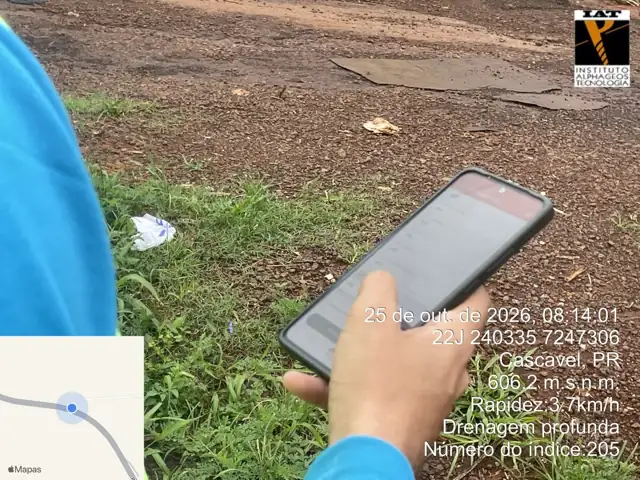 IAT
INSTITUTO
ALPHAGEOS
TECNOLOGIA
25 de out. de 2026, 08:14:01
22J 240335 7247306
Cascavel, PR
606,2 m.s.n.m.
Rapidez:3.7km/h
Drenagem profunda
Número do índice:205
Mapas